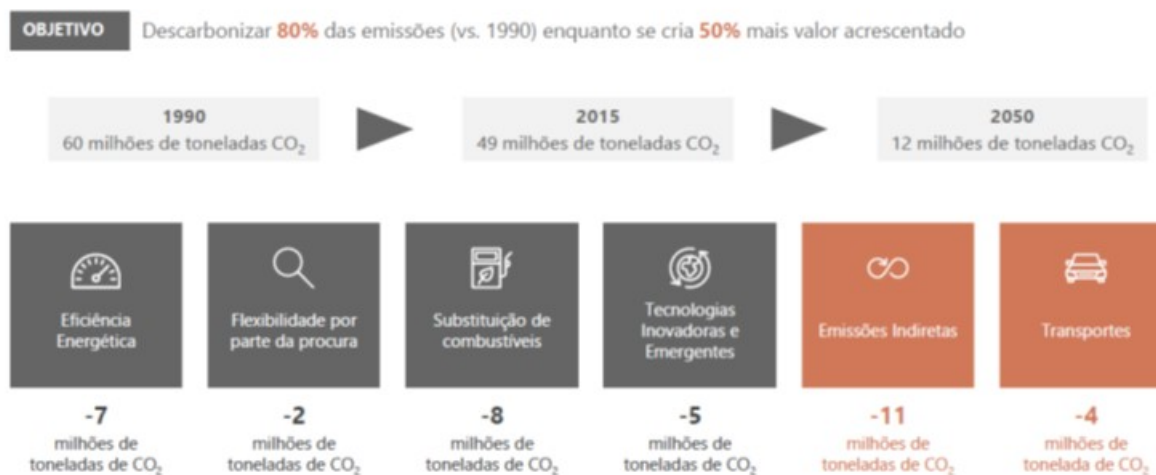 OBJETIVO Descarbonizar 80% das emissões (vs. 1990) enquanto se cria 50% mais valor acrescentado
1990
60 milhões de toneladas CO₂
2015
49 milhões de toneladas CO₂
2050
12 milhões de toneladas CO₂
Eficiência
Energética
-7
milhões de
toneladas de CO₂
Flexibilidade por
parte da procura
-2
milhões de
toneladas de CO₂
Substituição de
combustíveis
-8
milhões de
toneladas de CO₂
Tecnologias
Inovadoras e
Emergentes
-5
milhões de
toneladas de CO₂
Emissões Indiretas
-11
milhões de
toneladas de CO₂
Transportes
-4
milhões de
tonelada de CO₂